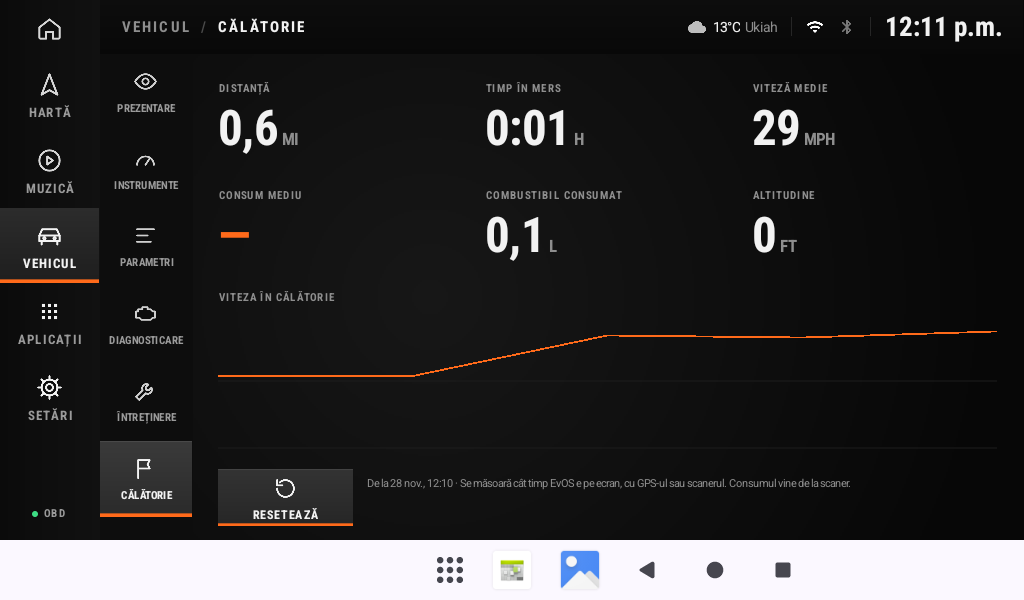 VEHICUL / CĂLĂTORIE
13°C Ukiah
12:11 p.m.
HARTĂ
MUZICĂ
VEHICUL
APLICAȚII
SETĂRI
OBD
PREZENTARE
INSTRUMENTE
PARAMETRI
DIAGNOSTICARE
ÎNTREȚINERE
CĂLĂTORIE
DISTANȚĂ
0,6 MI
TIMP ÎN MERS
0:01 H
VITEZĂ MEDIE
29 MPH
CONSUM MEDIU
–
COMBUSTIBIL CONSUMAT
0,1 L
ALTITUDINE
0 FT
VITEZA ÎN CĂLĂTORIE
RESETEAZĂ
De la 28 nov., 12:10 · Se măsoară cât timp EvOS e pe ecran, cu GPS-ul sau scanerul. Consumul vine de la scaner.